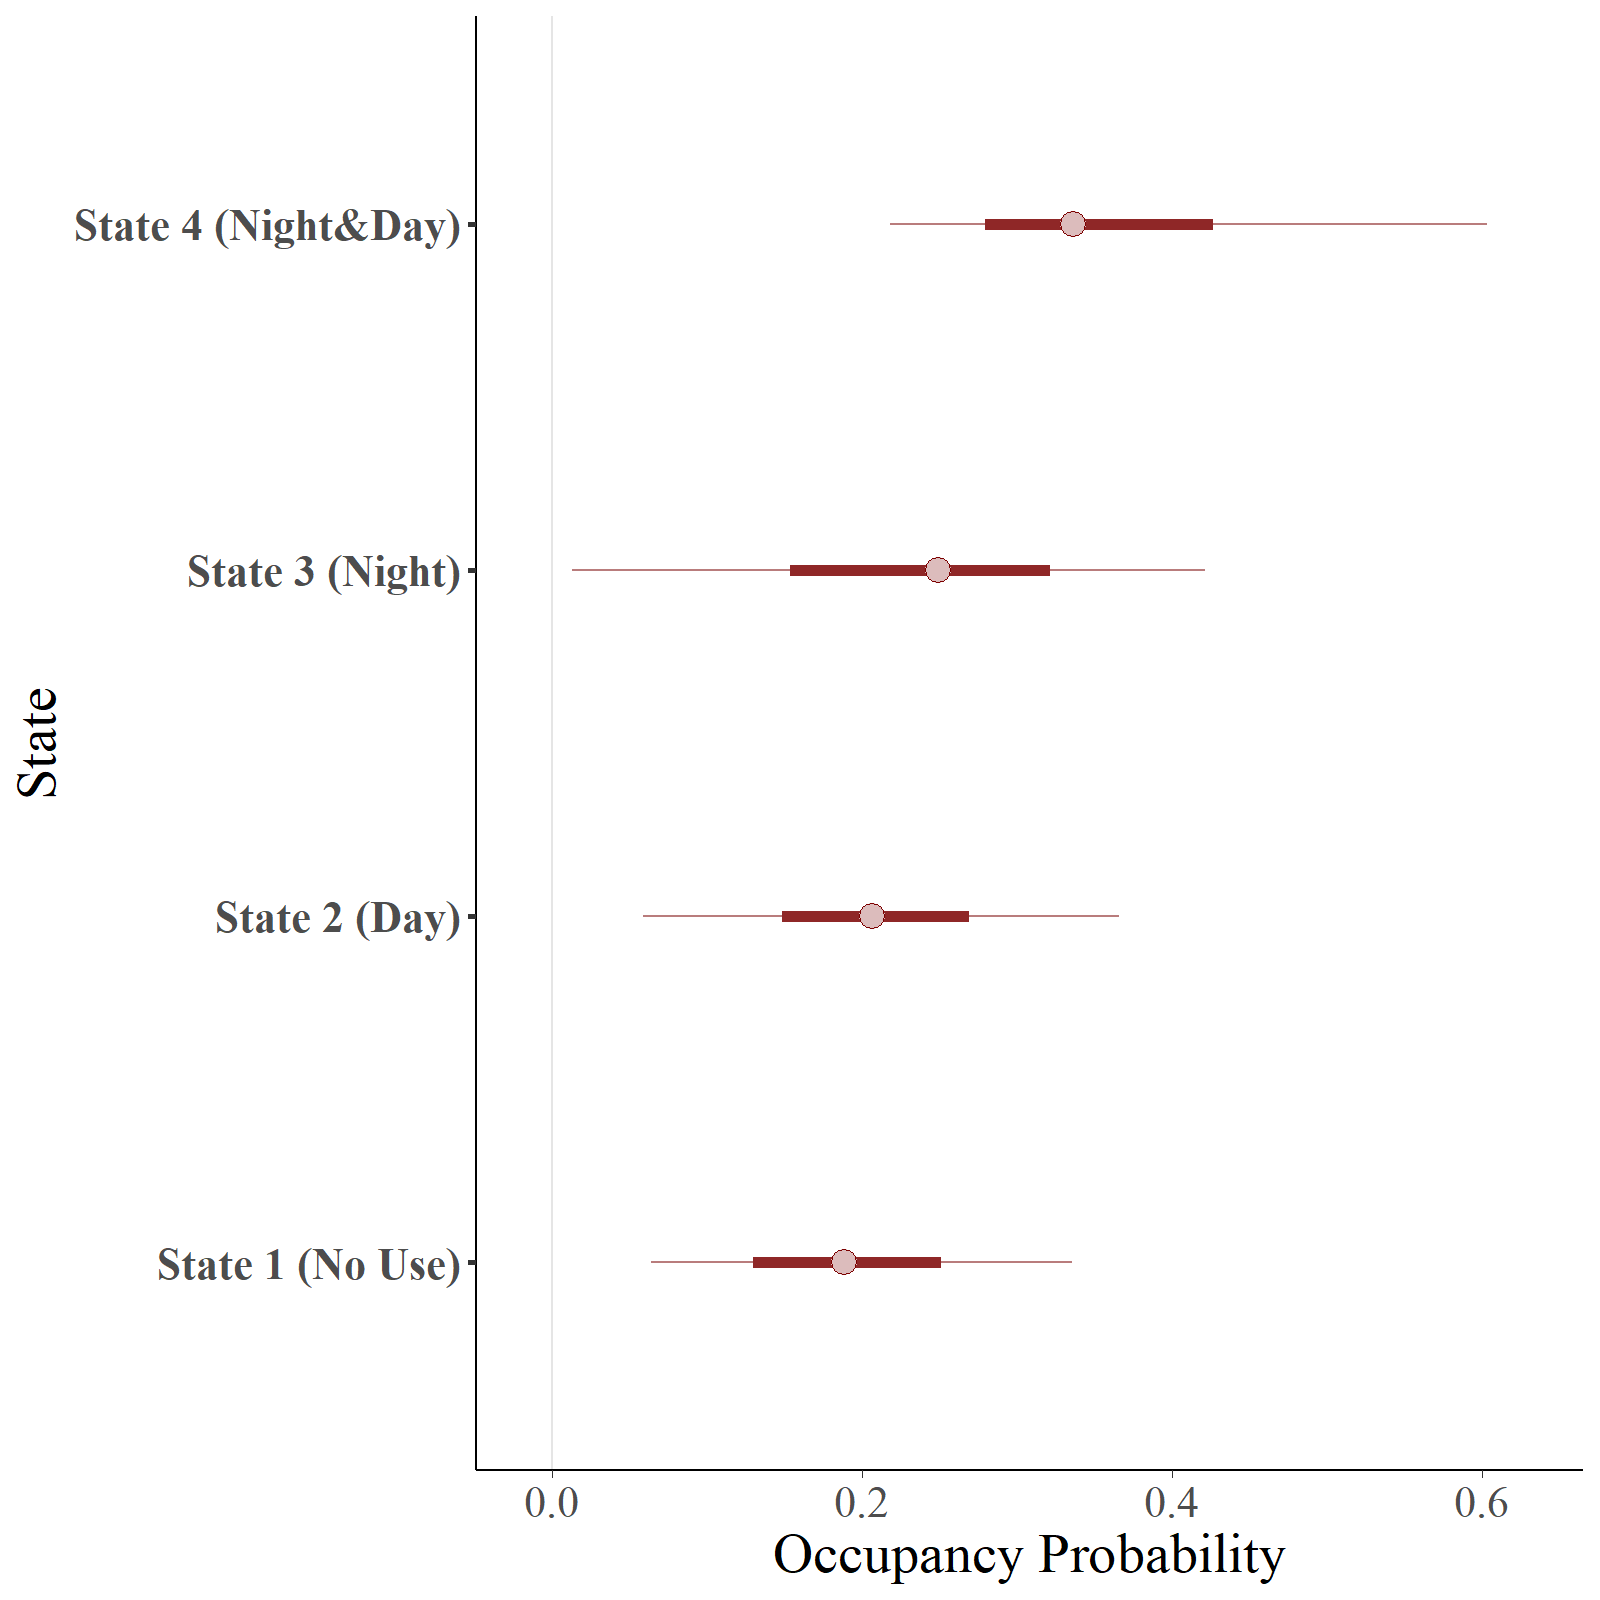 State 4 (Night&Day)
State 3 (Night)
State
State 2 (Day)
State 1 (No Use)
0.0 0.2 0.4 0.6
Occupancy Probability